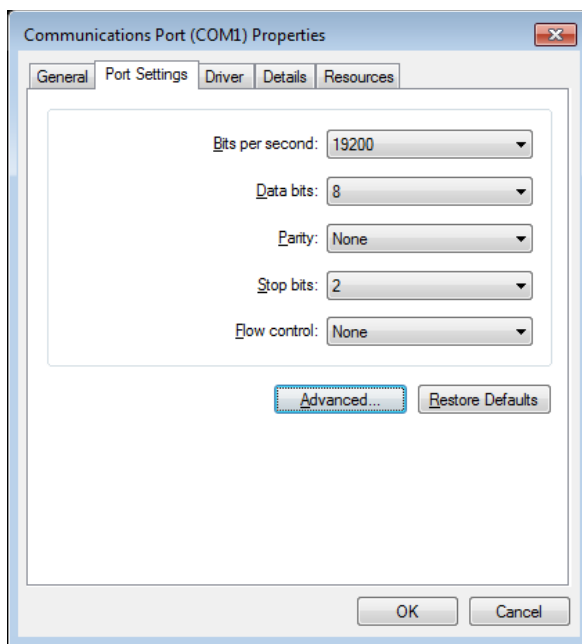 Communications Port (COM1) Properties
General Port Settings Driver Details Resources
Bits per second: 19200
Data bits: 8
Parity: None
Stop bits: 2
Flow control: None
Advanced... Restore Defaults
OK Cancel